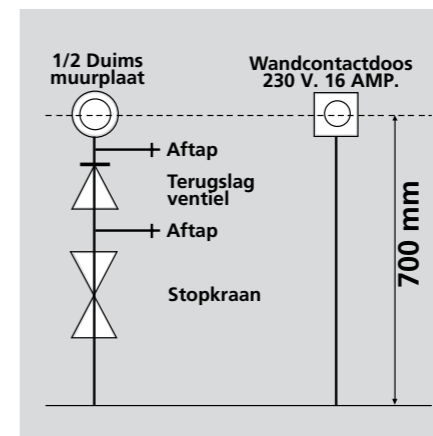 1/2 Duims
muurplaat
Wandcontactdoos
230 V. 16 AMP.
Aftap
Terugslag
ventiel
Aftap
Stopkraan
700 mm